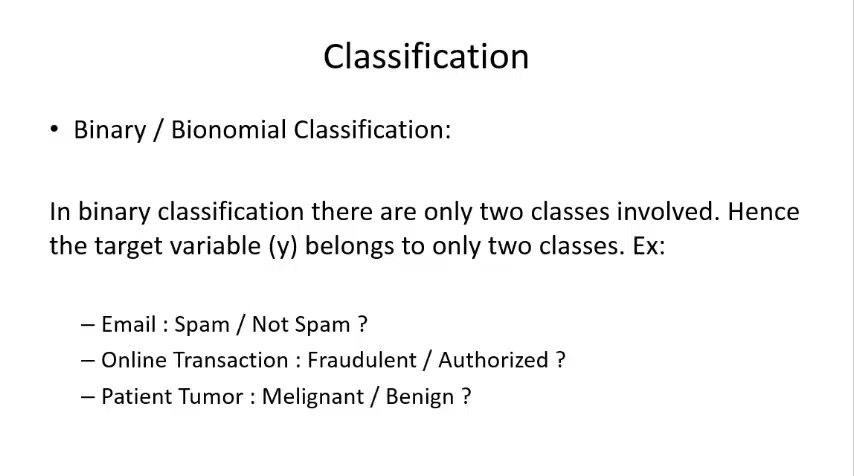 Classification
• Binary / Bionomial Classification:
In binary classification there are only two classes involved. Hence
the target variable (y) belongs to only two classes. Ex:
– Email : Spam / Not Spam ?
– Online Transaction : Fraudulent / Authorized ?
– Patient Tumor : Melignant / Benign ?